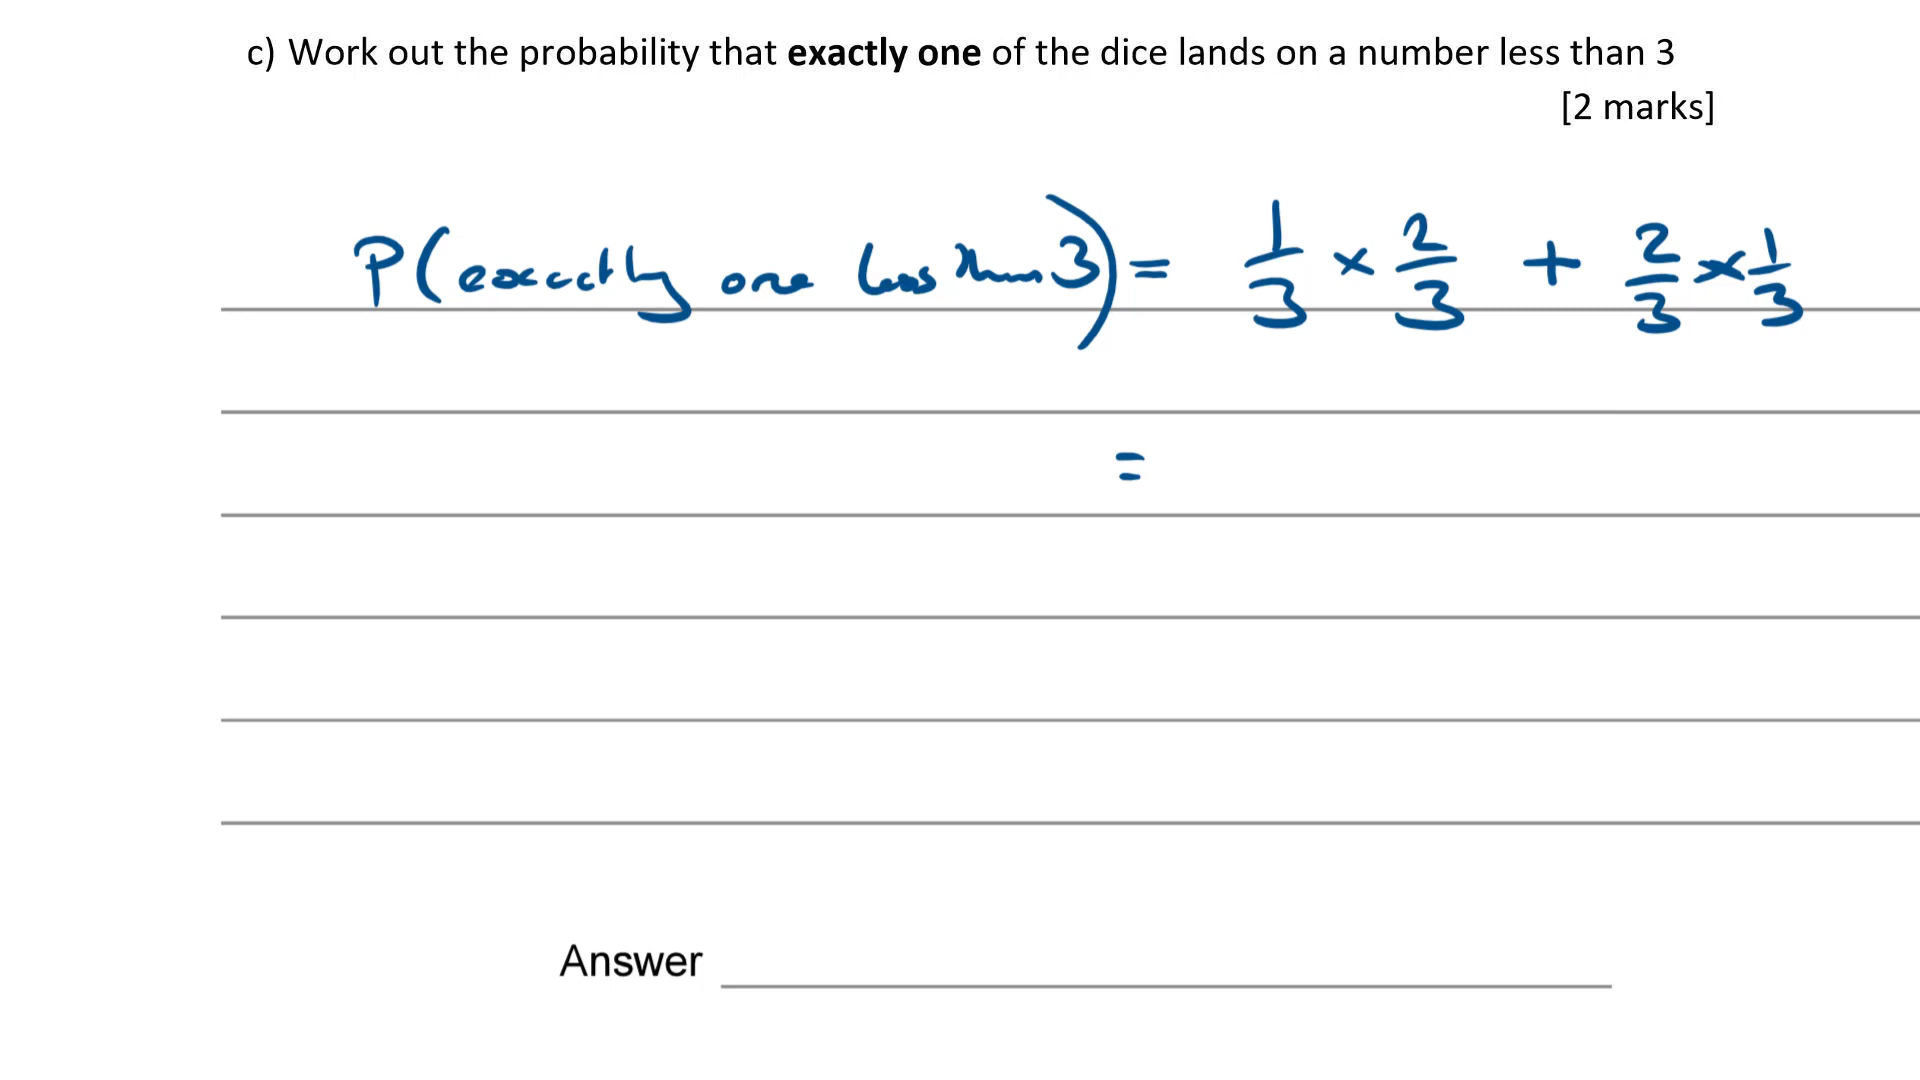 c) Work out the probability that exactly one of the dice lands on a number less than 3
[2 marks]
P(exactly one less than 3) = 1/3 × 2/3 + 2/3 × 1/3
=
Answer